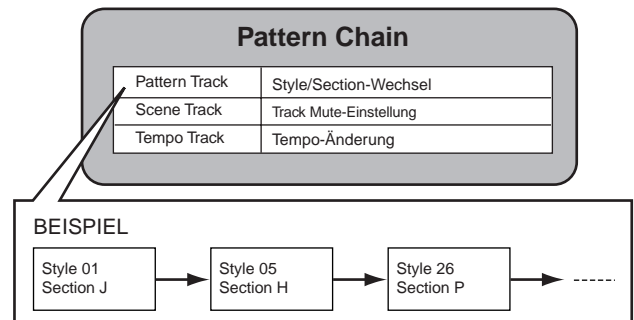 Pattern Chain
Pattern Track Style/Section-Wechsel
Scene Track Track Mute-Einstellung
Tempo Track Tempo-Änderung
BEISPIEL
Style 01 Style 05 Style 26
Section J Section H Section P